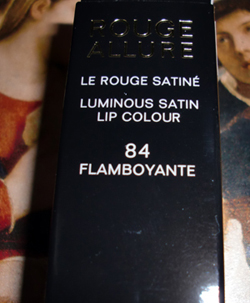 ROUGE
ALLURE
LE ROUGE SATINÉ
LUMINOUS SATIN
LIP COLOUR
84
FLAMBOYANTE